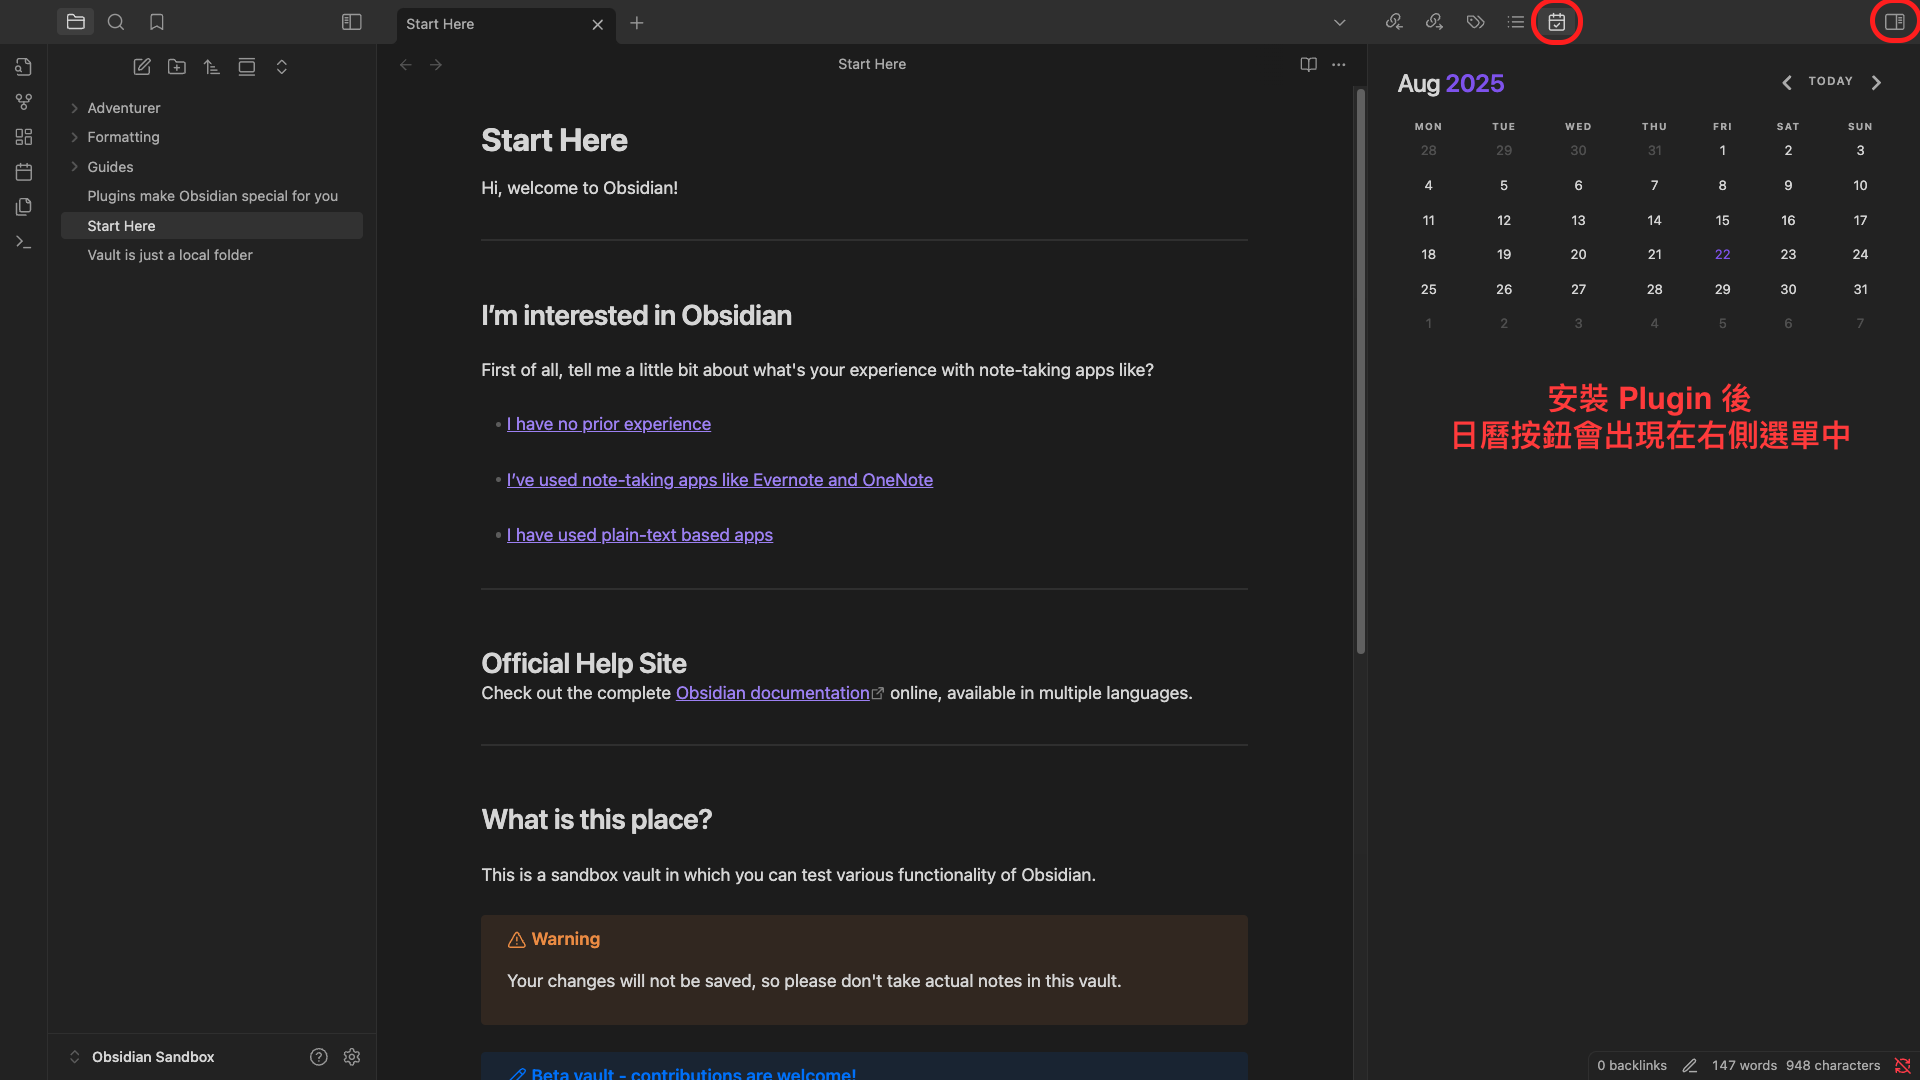 Start Here
Adventurer
Formatting
Guides
Plugins make Obsidian special for you
Start Here
Vault is just a local folder
Obsidian Sandbox
Start Here
Start Here
Hi, welcome to Obsidian!
I’m interested in Obsidian
First of all, tell me a little bit about what's your experience with note-taking apps like?
I have no prior experience
I’ve used note-taking apps like Evernote and OneNote
I have used plain-text based apps
Official Help Site
Check out the complete Obsidian documentation online, available in multiple languages.
What is this place?
This is a sandbox vault in which you can test various functionality of Obsidian.
Warning
Your changes will not be saved, so please don't take actual notes in this vault.
Beta vault - contributions are welcome!
Aug 2025
TODAY
MON TUE WED THU FRI SAT SUN
28 29 30 31 1 2 3
4 5 6 7 8 9 10
11 12 13 14 15 16 17
18 19 20 21 22 23 24
25 26 27 28 29 30 31
1 2 3 4 5 6 7
安裝 Plugin 後
日曆按鈕會出現在右側選單中
0 backlinks 147 words 948 characters